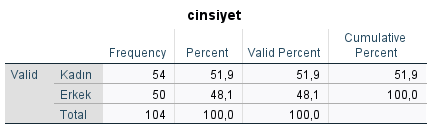 cinsiyet
Frequency Percent Valid Percent Cumulative Percent
Valid Kadın 54 51,9 51,9 51,9
Erkek 50 48,1 48,1 100,0
Total 104 100,0 100,0